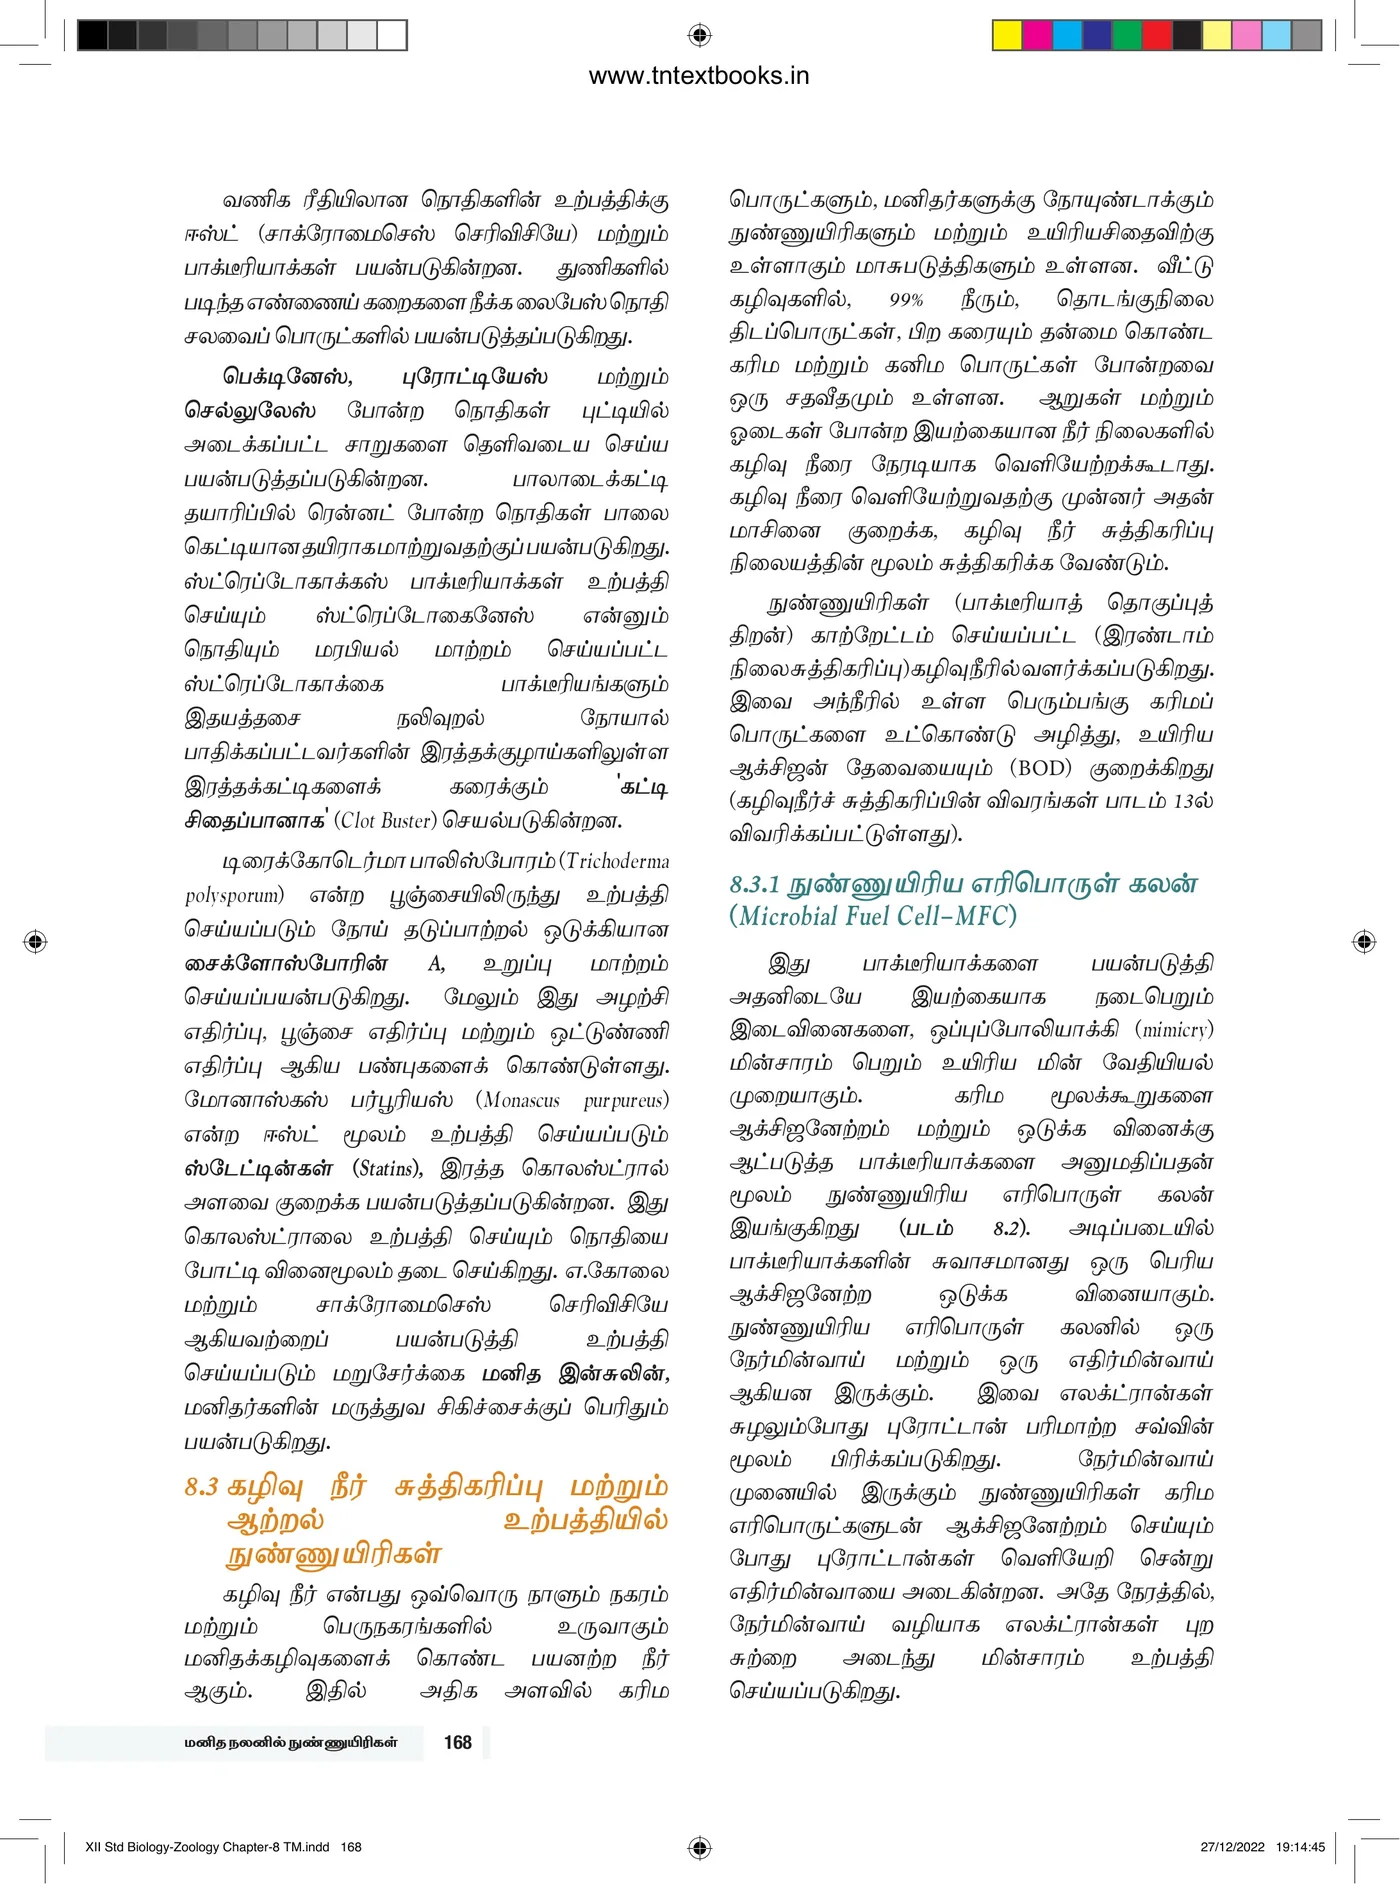 www.tntextbooks.in
வணிக ரீதியிலான நொதிகளின் உற்பத்திக்கு
ஈஸ்ட் (சாக்ரோமைசெஸ் செரிவிசியே) மற்றும்
பாக்டீரியாக்கள் பயன்படுகின்றன. துணிகளில்
படிந்த எண்ணெய் கறைகளை நீக்க லைபேஸ் நொதி
சலவைப் பொருட்களில் பயன்படுத்தப்படுகிறது.
பெக்டினேஸ், புரோட்டியேஸ் மற்றும்
செல்லுலேஸ் போன்ற நொதிகள் புட்டியில்
அடைக்கப்பட்ட சாறுகளை தெளிவடைய செய்ய
பயன்படுத்தப்படுகின்றன. பாலாடைக்கட்டி
தயாரிப்பில் ரென்னட் போன்ற நொதிகள் பாலை
கெட்டியான தயிராக மாற்றுவதற்குப் பயன்படுகிறது.
ஸ்ட்ரெப்டோகாக்கஸ் பாக்டீரியாக்கள் உற்பத்தி
செய்யும் ஸ்ட்ரெப்டோகைனேஸ் என்னும்
நொதியும் மரபியல் மாற்றம் செய்யப்பட்ட
ஸ்ட்ரெப்டோகாக்கை பாக்டீரியங்களும்
இதயத்தசை நலிவுறல் நோயால்
பாதிக்கப்பட்டவர்களின் இரத்தக்குழாய்களிலுள்ள
இரத்தக்கட்டிகளைக் கரைக்கும் 'கட்டி
சிதைப்பானாக' (Clot Buster) செயல்படுகின்றன.
டிரைக்கோடெர்மா பாலிஸ்போரம் (Trichoderma
polysporum) என்ற பூஞ்சையிலிருந்து உற்பத்தி
செய்யப்படும் நோய் தடுப்பாற்றல் ஒடுக்கியான
சைக்ளோஸ்போரின் A, உறுப்பு மாற்றம்
செய்யப்பயன்படுகிறது. மேலும் இது அழற்சி
எதிர்ப்பு, பூஞ்சை எதிர்ப்பு மற்றும் ஒட்டுண்ணி
எதிர்ப்பு ஆகிய பண்புகளைக் கொண்டுள்ளது.
மோனாஸ்கஸ் பர்பூரியஸ் (Monascus purpureus)
என்ற ஈஸ்ட் மூலம் உற்பத்தி செய்யப்படும்
ஸ்டேட்டின்கள் (Statins), இரத்த கொலஸ்ட்ரால்
அளவை குறைக்க பயன்படுத்தப்படுகின்றன. இது
கொலஸ்ட்ராலை உற்பத்தி செய்யும் நொதியை
போட்டி வினைமூலம் தடை செய்கிறது. எ.கோலை
மற்றும் சாக்ரோமைசெஸ் செரிவிசியே
ஆகியவற்றைப் பயன்படுத்தி உற்பத்தி
செய்யப்படும் மறுசேர்க்கை மனித இன்சுலின்,
மனிதர்களின் மருத்துவ சிகிச்சைக்குப் பெரிதும்
பயன்படுகிறது.
8.3 கழிவு நீர் சுத்திகரிப்பு மற்றும்
ஆற்றல் உற்பத்தியில்
நுண்ணுயிரிகள்
கழிவு நீர் என்பது ஒவ்வொரு நாளும் நகரம்
மற்றும் பெருநகரங்களில் உருவாகும்
மனிதக்கழிவுகளைக் கொண்ட பயனற்ற நீர்
ஆகும். இதில் அதிக அளவில் கரிம
பொருட்களும், மனிதர்களுக்கு நோயுண்டாக்கும்
நுண்ணுயிரிகளும் மற்றும் உயிரியசிதைவிற்கு
உள்ளாகும் மாசுபடுத்திகளும் உள்ளன. வீட்டு
கழிவுகளில், 99% நீரும், தொடங்குநிலை
திடப்பொருட்கள், பிற கரையும் தன்மை கொண்ட
கரிம மற்றும் கனிம பொருட்கள் போன்றவை
ஒரு சதவீதமும் உள்ளன. ஆறுகள் மற்றும்
ஓடைகள் போன்ற இயற்கையான நீர் நிலைகளில்
கழிவு நீரை நேரடியாக வெளியேற்றக்கூடாது.
கழிவு நீரை வெளியேற்றுவதற்கு முன்னர் அதன்
மாசினை குறைக்க, கழிவு நீர் சுத்திகரிப்பு
நிலையத்தின் மூலம் சுத்திகரிக்க வேண்டும்.
நுண்ணுயிரிகள் (பாக்டீரியாத் தொகுப்புத்
திறன்) காற்றேட்டம் செய்யப்பட்ட (இரண்டாம்
நிலைசுத்திகரிப்பு)கழிவுநீரில் வளர்க்கப்படுகிறது.
இவை அந்நீரில் உள்ள பெரும்பங்கு கரிமப்
பொருட்களை உட்கொண்டு அழித்து, உயிரிய
ஆக்சிஜன் தேவையையும் (BOD) குறைக்கிறது
(கழிவுநீர்ச் சுத்திகரிப்பின் விவரங்கள் பாடம் 13ல்
விவரிக்கப்பட்டுள்ளது).
8.3.1 நுண்ணுயிரிய எரிபொருள் கலன்
(Microbial Fuel Cell-MFC)
இது பாக்டீரியாக்களை பயன்படுத்தி
அதனிடையே இயற்கையாக நடைபெறும்
இடைவினைகளை, ஒப்புப்போலியாக்கி (mimicry)
மின்சாரம் பெறும் உயிரிய மின் வேதியியல்
முறையாகும். கரிம மூலக்கூறுகளை
ஆக்சிஜனேற்றம் மற்றும் ஒடுக்க வினைக்கு
ஆட்படுத்த பாக்டீரியாக்களை அனுமதிப்பதன்
மூலம் நுண்ணுயிரிய எரிபொருள் கலன்
இயங்குகிறது (படம் 8.2). அடிப்படையில்
பாக்டீரியாக்களின் சுவாசமானது ஒரு பெரிய
ஆக்சிஜனேற்ற ஒடுக்க வினையாகும்.
நுண்ணுயிரிய எரிபொருள் கலனில் ஒரு
நேர்மின்வாய் மற்றும் ஒரு எதிர்மின்வாய்
ஆகியன இருக்கும். இவை எலக்ட்ரான்கள்
சுழலும்போது புரோட்டான் பரிமாற்ற சவ்வின்
மூலம் பிரிக்கப்படுகிறது. நேர்மின்வாய்
முனையில் இருக்கும் நுண்ணுயிரிகள் கரிம
எரிபொருட்களுடன் ஆக்சிஜனேற்றம் செய்யும்
போது புரோட்டான்கள் வெளியேறி சென்று
எதிர்மின்வாயை அடைகின்றன. அதே நேரத்தில்,
நேர்மின்வாய் வழியாக எலக்ட்ரான்கள் புற
சுற்றை அடைந்து மின்சாரம் உற்பத்தி
செய்யப்படுகிறது.
மனித நலனில் நுண்ணுயிரிகள் 168
XII Std Biology-Zoology Chapter-8 TM.indd 168 27/12/2022 19:14:45